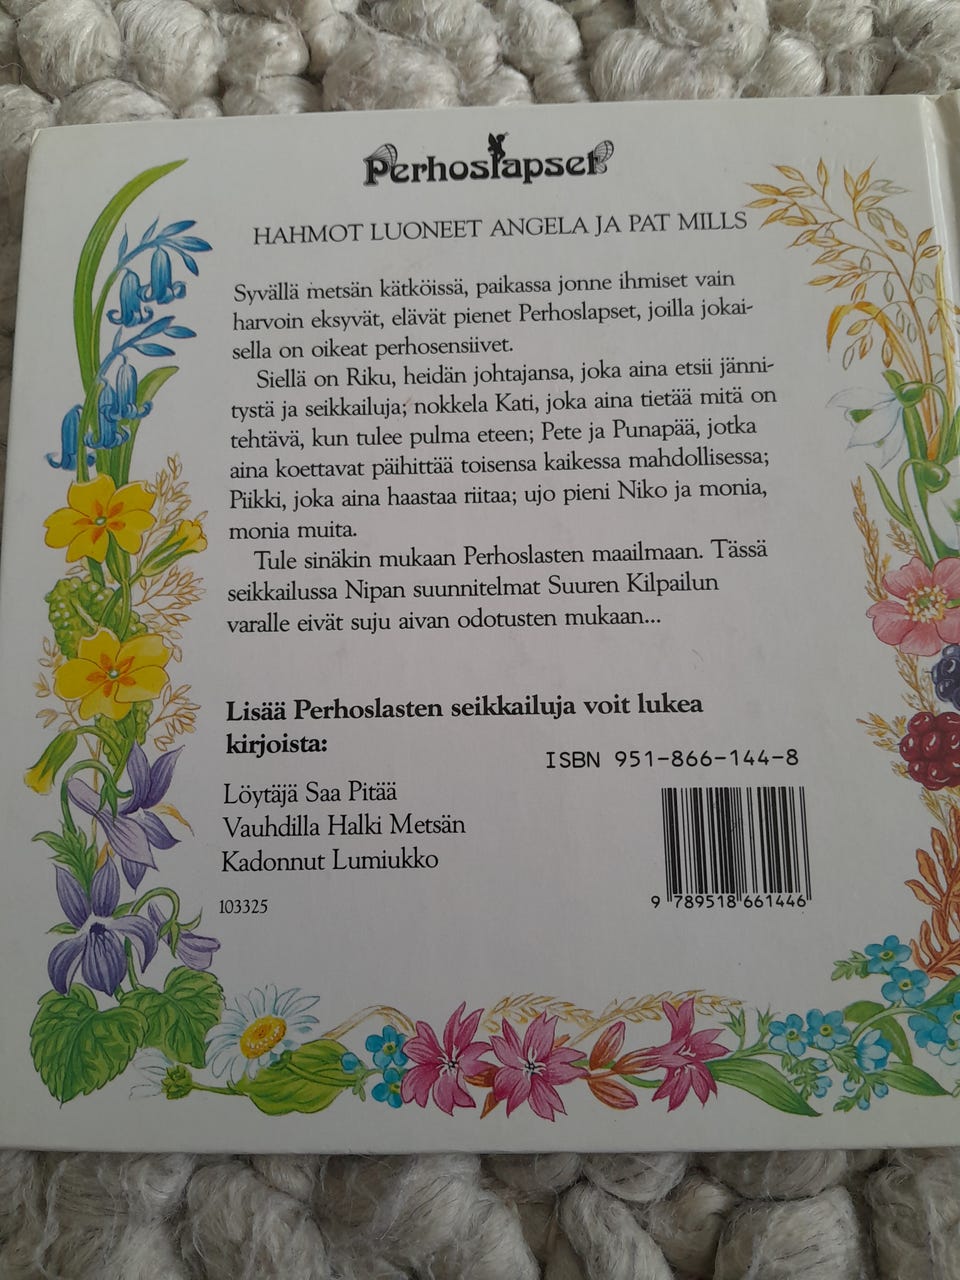 Perhoslapset
HAHMOT LUONEET ANGELA JA PAT MILLS
Syvällä metsän kätköissä, paikassa jonne ihmiset vain
harvoin eksyvät, elävät pienet Perhoslapset, joilla jokai-
sella on oikeat perhosensiivet.
Siellä on Riku, heidän johtajansa, joka aina etsii jänni-
tystä ja seikkailuja; nokkela Kati, joka aina tietää mitä on
tehtävä, kun tulee pulma eteen; Pete ja Punapää, jotka
aina koettavat päihittää toisensa kaikessa mahdollisessa;
Piikki, joka aina haastaa riitaa; ujo pieni Niko ja monia,
monia muita.
Tule sinäkin mukaan Perhoslasten maailmaan. Tässä
seikkailussa Nipan suunnitelmat Suuren Kilpailun
varalle eivät suju aivan odotusten mukaan...
Lisää Perhoslasten seikkailuja voit lukea
kirjoista:
ISBN 951-866-144-8
Löytäjä Saa Pitää
Vauhdilla Halki Metsän
Kadonnut Lumiukko
103325
9 789518 661446